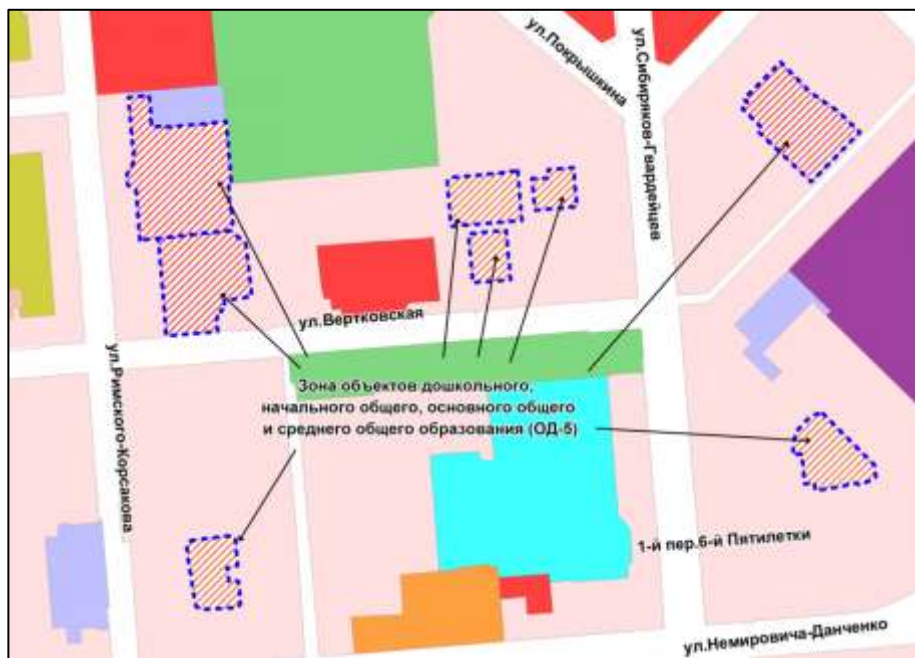 ул.Покрышкина
ул.Сибиряков-Гвардейцев
ул.Вертковская
ул.Римского-Корсакова
Зона объектов дошкольного,
начального общего, основного общего
и среднего общего образования (ОД-5)
1-й пер.6-й Пятилетки
ул.Немировича-Данченко